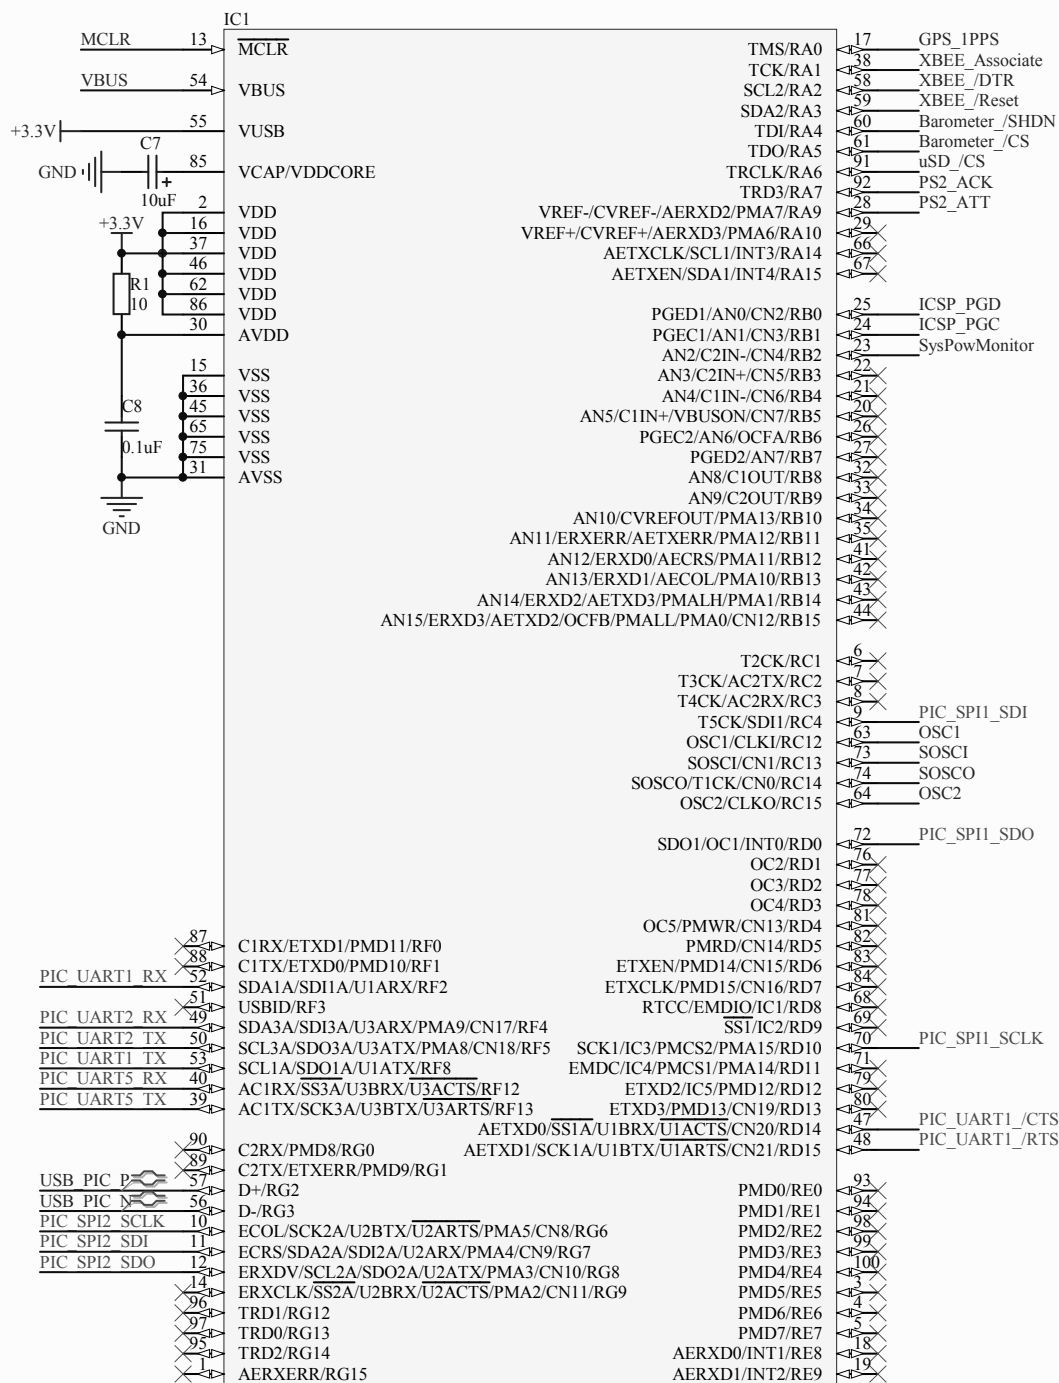 IC1
MCLR 13 MCLR
VBUS 54 VBUS
+3.3V 55 VUSB
C7
GND 85 VCAP/VDDCORE
10uF
2 VDD
+3.3V 16 VDD
37 VDD
46 VDD
R1 62 VDD
10 86 VDD
30 AVDD
15 VSS
36 VSS
C8 45 VSS
65 VSS
0.1uF 75 VSS
31 AVSS
GND
87 C1RX/ETXD1/PMD11/RF0
88 C1TX/ETXD0/PMD10/RF1
PIC_UART1_RX 52 SDA1A/SDI1A/U1ARX/RF2
51 USBID/RF3
PIC_UART2_RX 49 SDA3A/SDI3A/U3ARX/PMA9/CN17/RF4
PIC_UART2_TX 50 SCL3A/SDO3A/U3ATX/PMA8/CN18/RF5
PIC_UART1_TX 53 SCL1A/SDO1A/U1ATX/RF8
PIC_UART5_RX 40 AC1RX/SS3A/U3BRX/U3ACTS/RF12
PIC_UART5_TX 39 AC1TX/SCK3A/U3BTX/U3ARTS/RF13
90 C2RX/PMD8/RG0
89 C2TX/ETXERR/PMD9/RG1
USB_PIC_P 57 D+/RG2
USB_PIC_N 56 D-/RG3
PIC_SPI2_SCLK 10 ECOL/SCK2A/U2BTX/U2ARTS/PMA5/CN8/RG6
PIC_SPI2_SDI 11 ECRS/SDA2A/SDI2A/U2ARX/PMA4/CN9/RG7
PIC_SPI2_SDO 12 ERXDV/SCL2A/SDO2A/U2ATX/PMA3/CN10/RG8
14 ERXCLK/SS2A/U2BRX/U2ACTS/PMA2/CN11/RG9
96 TRD1/RG12
97 TRD0/RG13
95 TRD2/RG14
1 AERXERR/RG15
TMS/RA0 17 GPS_1PPS
TCK/RA1 38 XBEE_Associate
SCL2/RA2 58 XBEE_/DTR
SDA2/RA3 59 XBEE_/Reset
TDI/RA4 60 Barometer_/SHDN
TDO/RA5 61 Barometer_/CS
TRCLK/RA6 91 uSD_/CS
TRD3/RA7 92 PS2_ACK
VREF-/CVREF-/AERXD2/PMA7/RA9 28 PS2_ATT
VREF+/CVREF+/AERXD3/PMA6/RA10 29
AETXCLK/SCL1/INT3/RA14 66
AETXEN/SDA1/INT4/RA15 67
PGED1/AN0/CN2/RB0 25 ICSP_PGD
PGEC1/AN1/CN3/RB1 24 ICSP_PGC
AN2/C2IN-/CN4/RB2 23 SysPowMonitor
AN3/C2IN+/CN5/RB3 22
AN4/C1IN-/CN6/RB4 21
AN5/C1IN+/VBUSON/CN7/RB5 20
PGEC2/AN6/OCFA/RB6 26
PGED2/AN7/RB7 27
AN8/C1OUT/RB8 32
AN9/C2OUT/RB9 33
AN10/CVREFOUT/PMA13/RB10 34
AN11/ERXERR/AETXERR/PMA12/RB11 35
AN12/ERXD0/AECRS/PMA11/RB12 41
AN13/ERXD1/AECOL/PMA10/RB13 42
AN14/ERXD2/AETXD3/PMALH/PMA1/RB14 43
AN15/ERXD3/AETXD2/OCFB/PMALL/PMA0/CN12/RB15 44
T2CK/RC1 6
T3CK/AC2TX/RC2 7
T4CK/AC2RX/RC3 8
T5CK/SDI1/RC4 9 PIC_SPI1_SDI
OSC1/CLKI/RC12 63 OSC1
SOSCI/CN1/RC13 73 SOSCI
SOSCO/T1CK/CN0/RC14 74 SOSCO
OSC2/CLKO/RC15 64 OSC2
SDO1/OC1/INT0/RD0 72 PIC_SPI1_SDO
OC2/RD1 76
OC3/RD2 77
OC4/RD3 78
OC5/PMWR/CN13/RD4 81
PMRD/CN14/RD5 82
ETXEN/PMD14/CN15/RD6 83
ETXCLK/PMD15/CN16/RD7 84
RTCC/EMDIO/IC1/RD8 68
SS1/IC2/RD9 69
SCK1/IC3/PMCS2/PMA15/RD10 70 PIC_SPI1_SCLK
EMDC/IC4/PMCS1/PMA14/RD11 71
ETXD2/IC5/PMD12/RD12 79
ETXD3/PMD13/CN19/RD13 80
AETXD0/SS1A/U1BRX/U1ACTS/CN20/RD14 47 PIC_UART1_/CTS
AETXD1/SCK1A/U1BTX/U1ARTS/CN21/RD15 48 PIC_UART1_/RTS
PMD0/RE0 93
PMD1/RE1 94
PMD2/RE2 98
PMD3/RE3 99
PMD4/RE4 100
PMD5/RE5 3
PMD6/RE6 4
PMD7/RE7 5
AERXD0/INT1/RE8 18
AERXD1/INT2/RE9 19